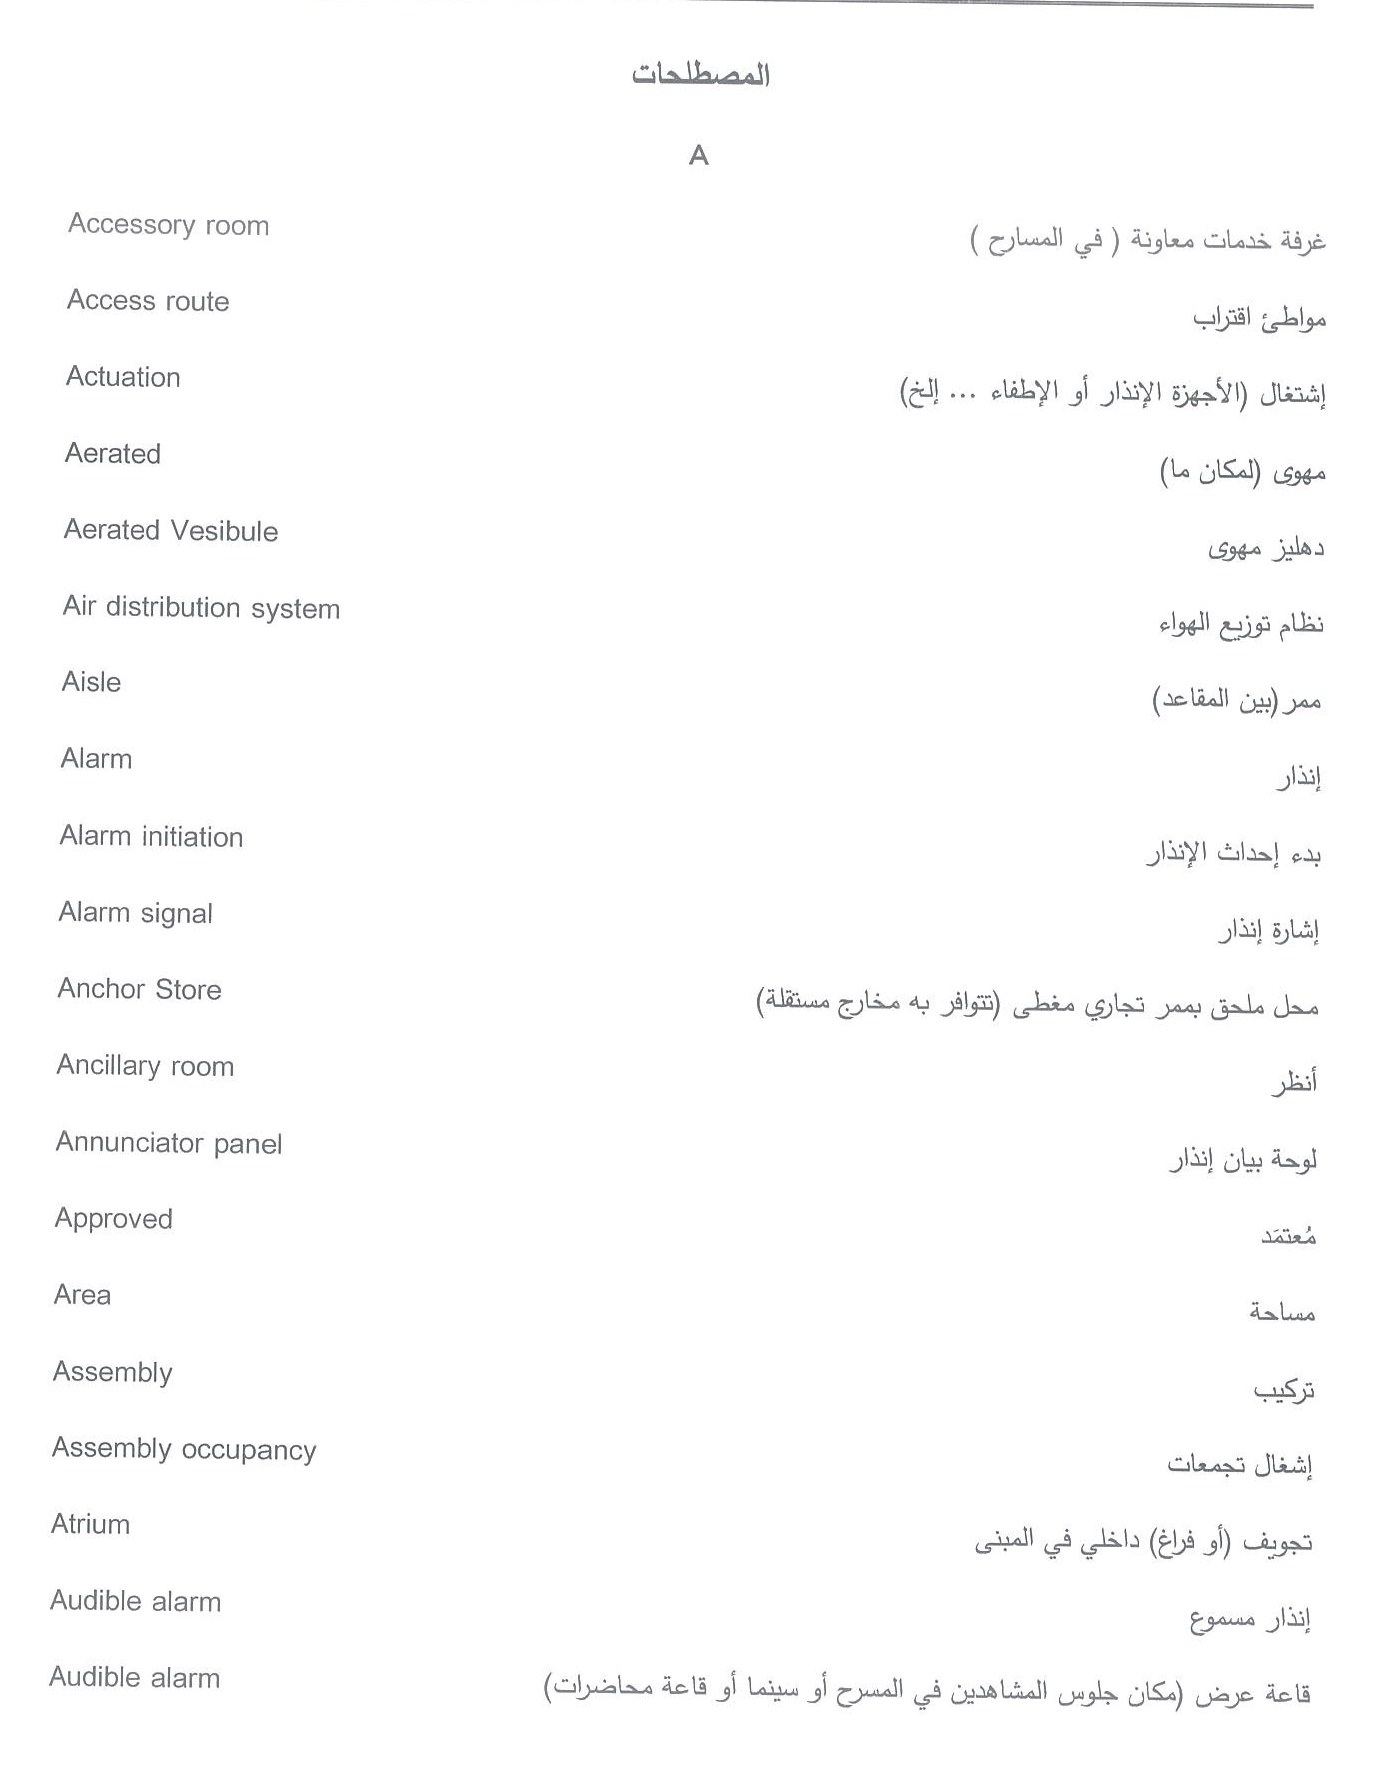 المصطلحات
A
Accessory room غرفة خدمات معاونة ( في المسارح )
Access route مواطئ اقتراب
Actuation إشتغال (الأجهزة الإنذار أو الإطفاء ... إلخ)
Aerated مهوى (لمكان ما)
Aerated Vesibule دهليز مهوى
Air distribution system نظام توزيع الهواء
Aisle ممر (بين المقاعد)
Alarm إنذار
Alarm initiation بدء إحداث الإنذار
Alarm signal إشارة إنذار
Anchor Store محل ملحق بممر تجاري مغطى (تتوافر به مخارج مستقلة)
Ancillary room أنظر
Annunciator panel لوحة بيان إنذار
Approved مُعتمَد
Area مساحة
Assembly تركيب
Assembly occupancy إشغال تجمعات
Atrium تجويف (أو فراغ) داخلي في المبنى
Audible alarm إنذار مسموع
Audible alarm قاعة عرض (مكان جلوس المشاهدين في المسرح أو سينما أو قاعة محاضرات)